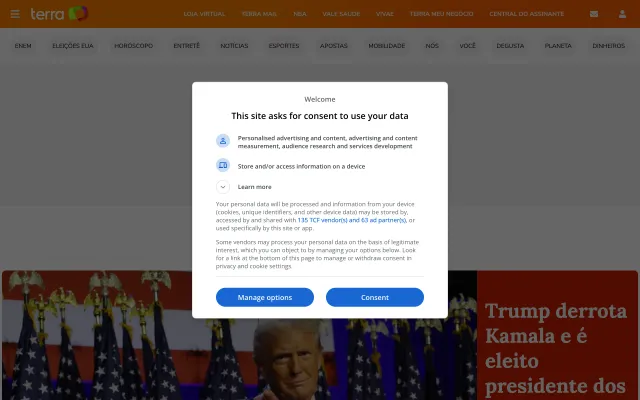 terra
LOJA VIRTUAL TERRA MAIL NBA VALE SAÚDE VIVAE TERRA MEU NEGÓCIO CENTRAL DO ASSINANTE
ENEM ELEIÇÕES EUA HORÓSCOPO ENTRETÊ NOTÍCIAS ESPORTES APOSTAS MOBILIDADE NÓS VOCÊ DEGUSTA PLANETA DINHEIROS
Welcome
This site asks for consent to use your data
Personalised advertising and content, advertising and content
measurement, audience research and services development
Store and/or access information on a device
Learn more
Your personal data will be processed and information from your device
(cookies, unique identifiers, and other device data) may be stored by,
accessed by and shared with 135 TCF vendor(s) and 63 ad partner(s), or
used specifically by this site or app.
Some vendors may process your personal data on the basis of legitimate
interest, which you can object to by managing your options below. Look
for a link at the bottom of this page to manage or withdraw consent in
privacy and cookie settings.
Manage options Consent
Trump derrota
Kamala e é
eleito
presidente dos